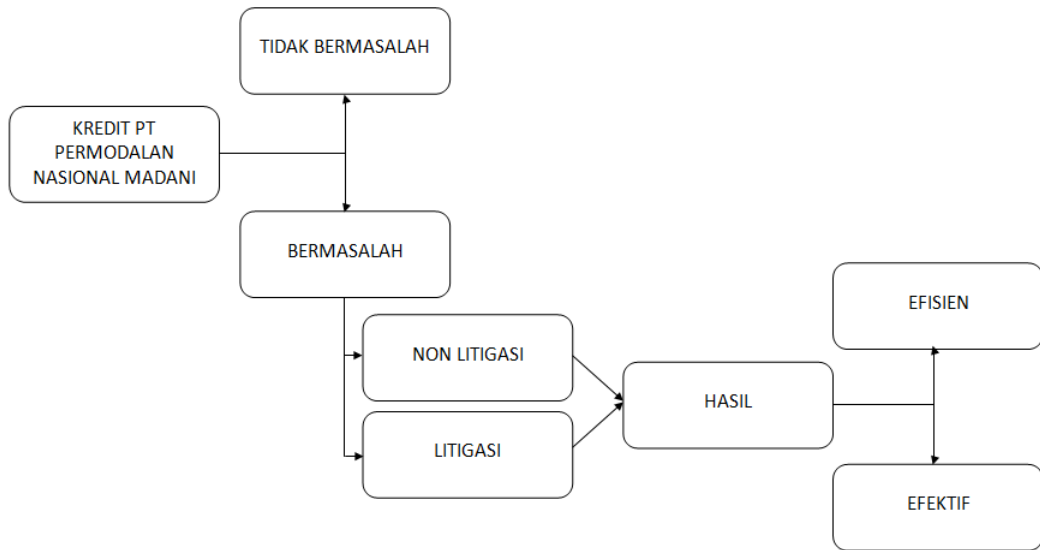 TIDAK BERMASALAH
KREDIT PT
PERMODALAN
NASIONAL MADANI
BERMASALAH
NON LITIGASI
LITIGASI
HASIL
EFISIEN
EFEKTIF